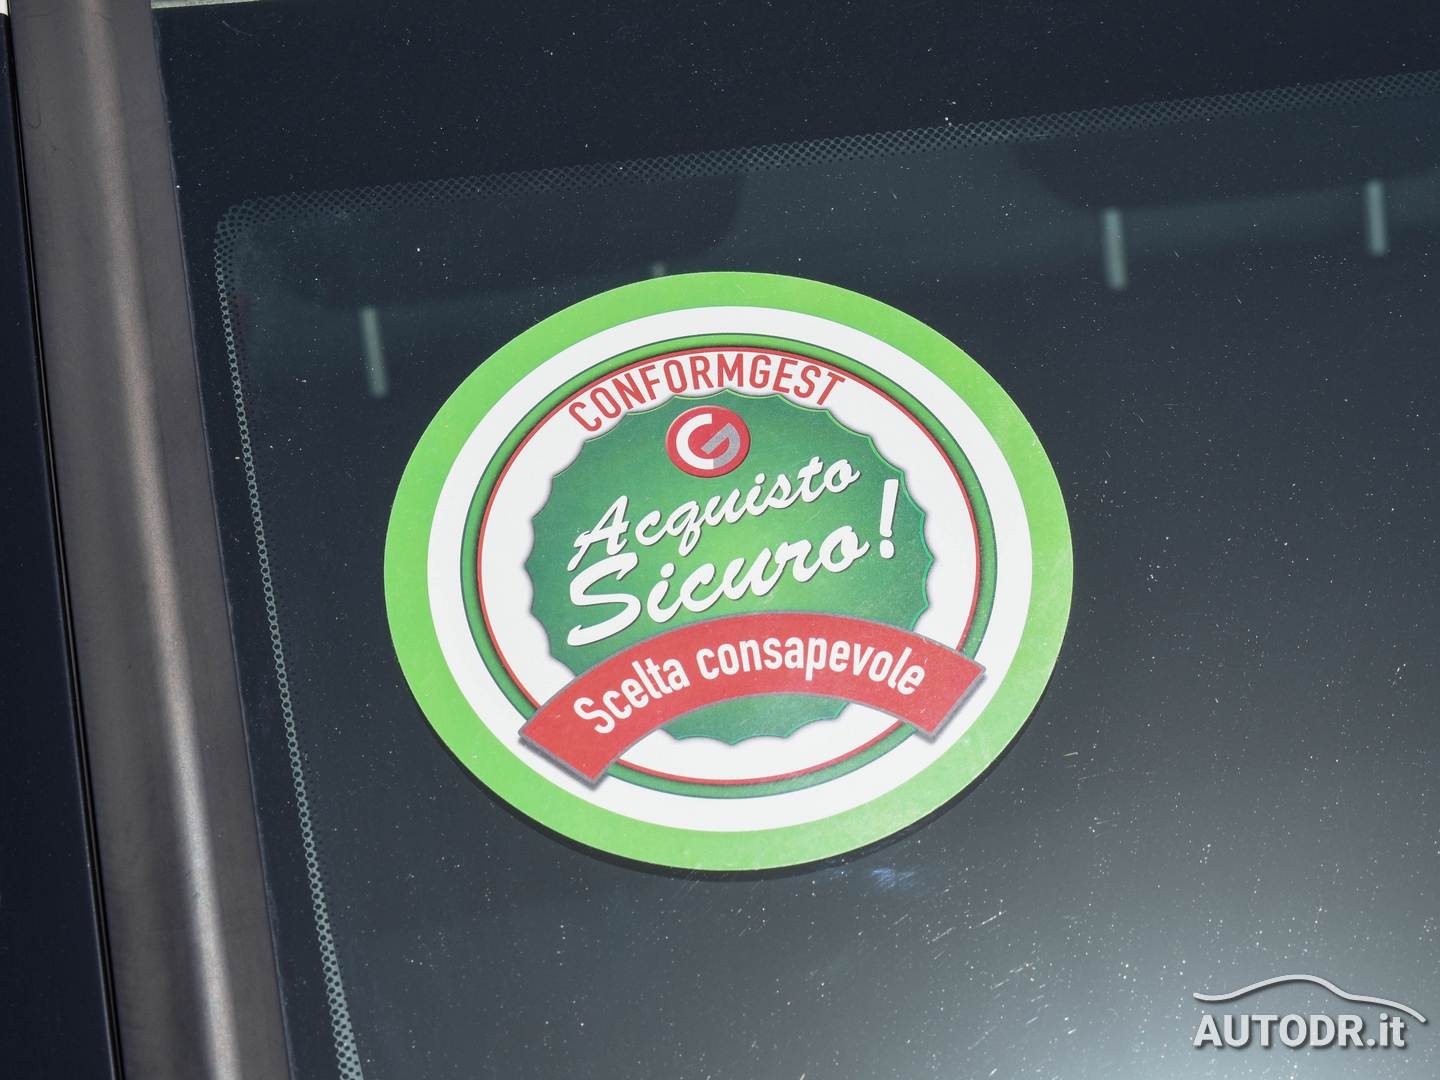 CONFORMGEST
Acquisto
Sicuro!
Scelta consapevole
AUTODR.it